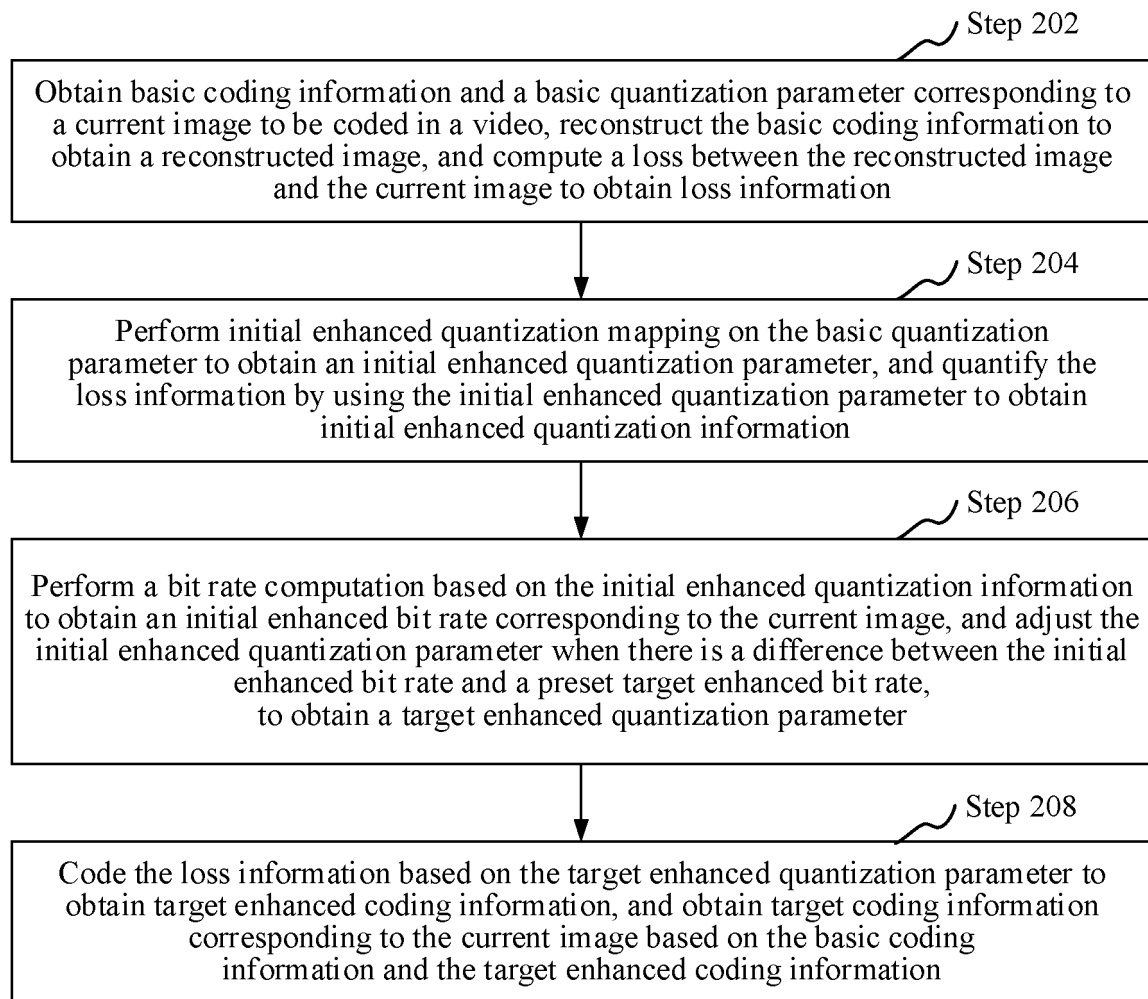 Step 202
Obtain basic coding information and a basic quantization parameter corresponding to
a current image to be coded in a video, reconstruct the basic coding information to
obtain a reconstructed image, and compute a loss between the reconstructed image
and the current image to obtain loss information
Step 204
Perform initial enhanced quantization mapping on the basic quantization
parameter to obtain an initial enhanced quantization parameter, and quantify the
loss information by using the initial enhanced quantization parameter to obtain
initial enhanced quantization information
Step 206
Perform a bit rate computation based on the initial enhanced quantization information
to obtain an initial enhanced bit rate corresponding to the current image, and adjust the
initial enhanced quantization parameter when there is a difference between the initial
enhanced bit rate and a preset target enhanced bit rate,
to obtain a target enhanced quantization parameter
Step 208
Code the loss information based on the target enhanced quantization parameter to
obtain target enhanced coding information, and obtain target coding information
corresponding to the current image based on the basic coding
information and the target enhanced coding information